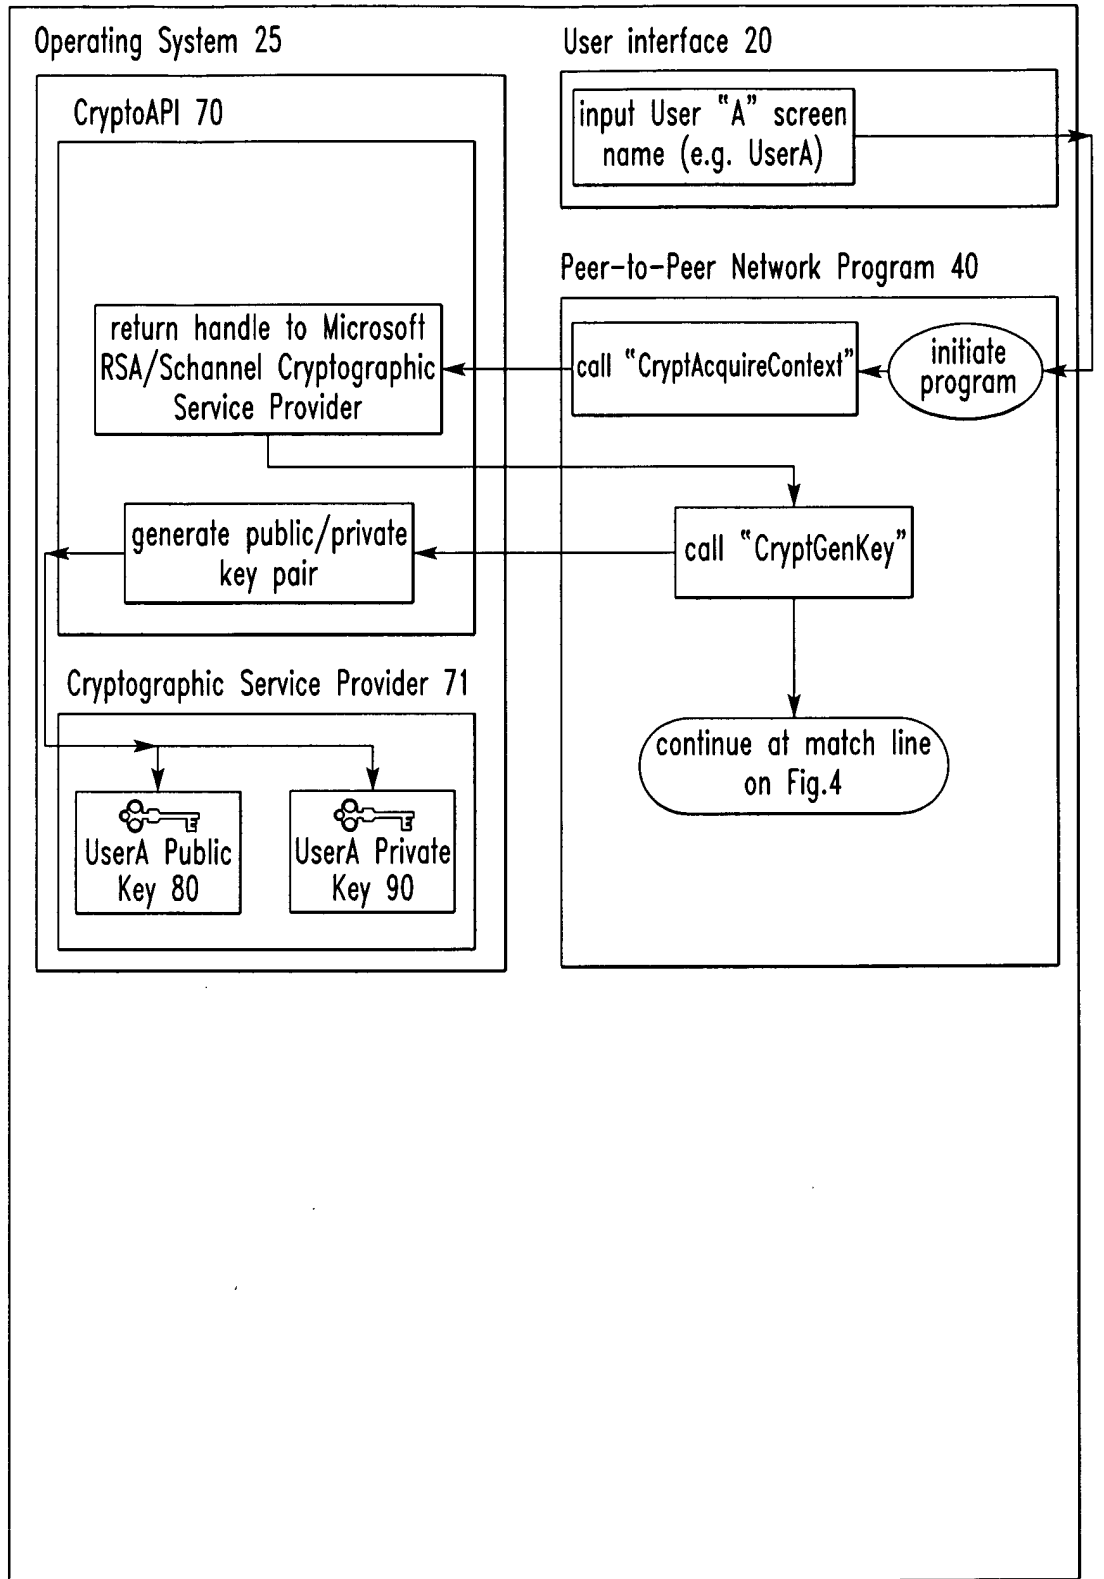 Operating System 25
CryptoAPI 70
return handle to Microsoft
RSA/Schannel Cryptographic
Service Provider
generate public/private
key pair
Cryptographic Service Provider 71
UserA Public
Key 80
UserA Private
Key 90
User interface 20
input User "A" screen
name (e.g. UserA)
Peer-to-Peer Network Program 40
call "CryptAcquireContext"
initiate
program
call "CryptGenKey"
continue at match line
on Fig.4